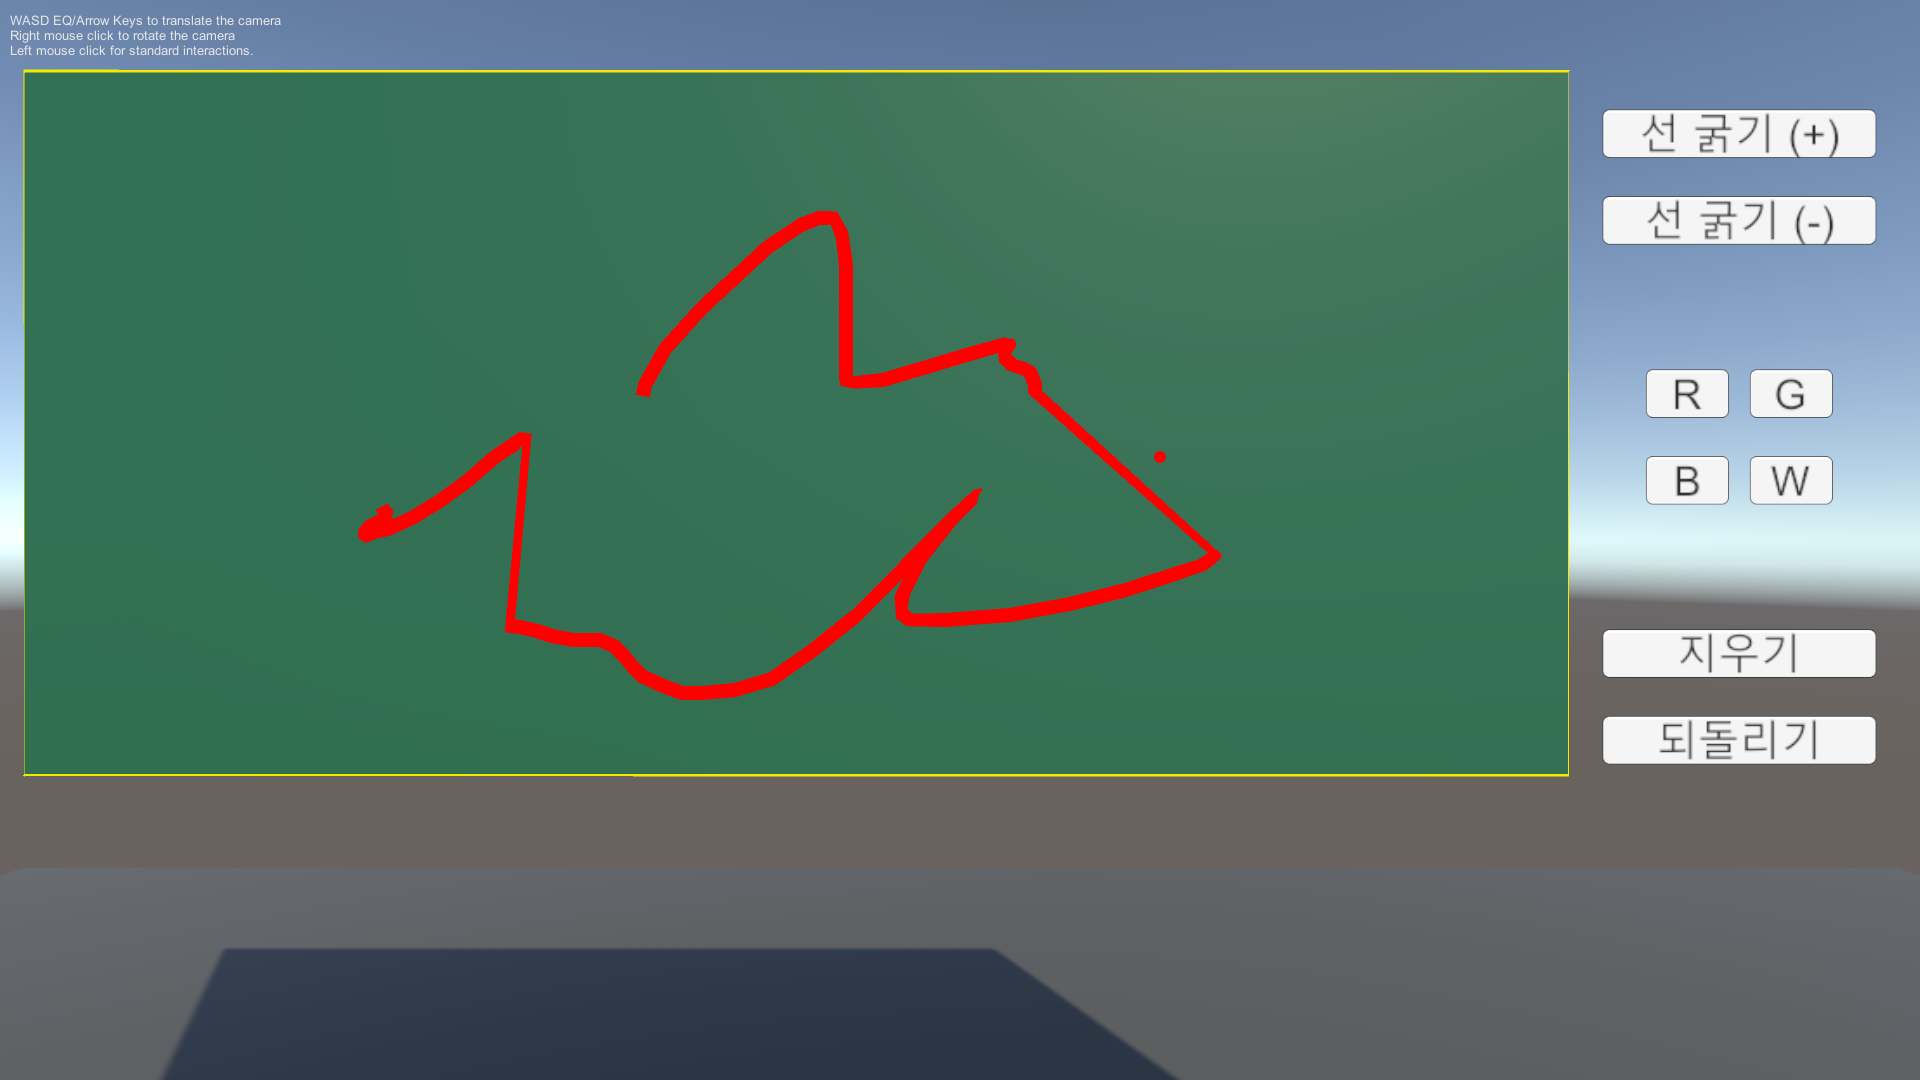 WASD EQ/Arrow Keys to translate the camera
Right mouse click to rotate the camera
Left mouse click for standard interactions.
선 굵기 (+)
선 굵기 (-)
R G
B W
지우기
되돌리기